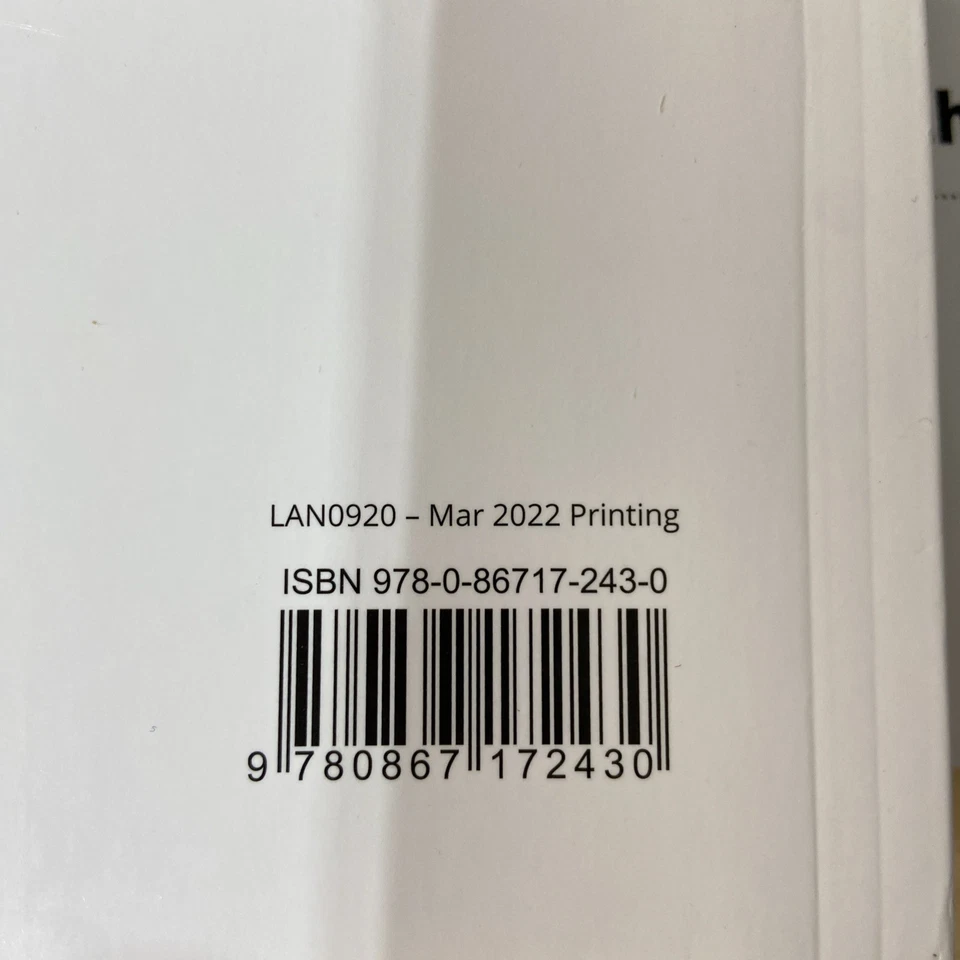 LAN0920 – Mar 2022 Printing
ISBN 978-0-86717-243-0
9 780867 172430